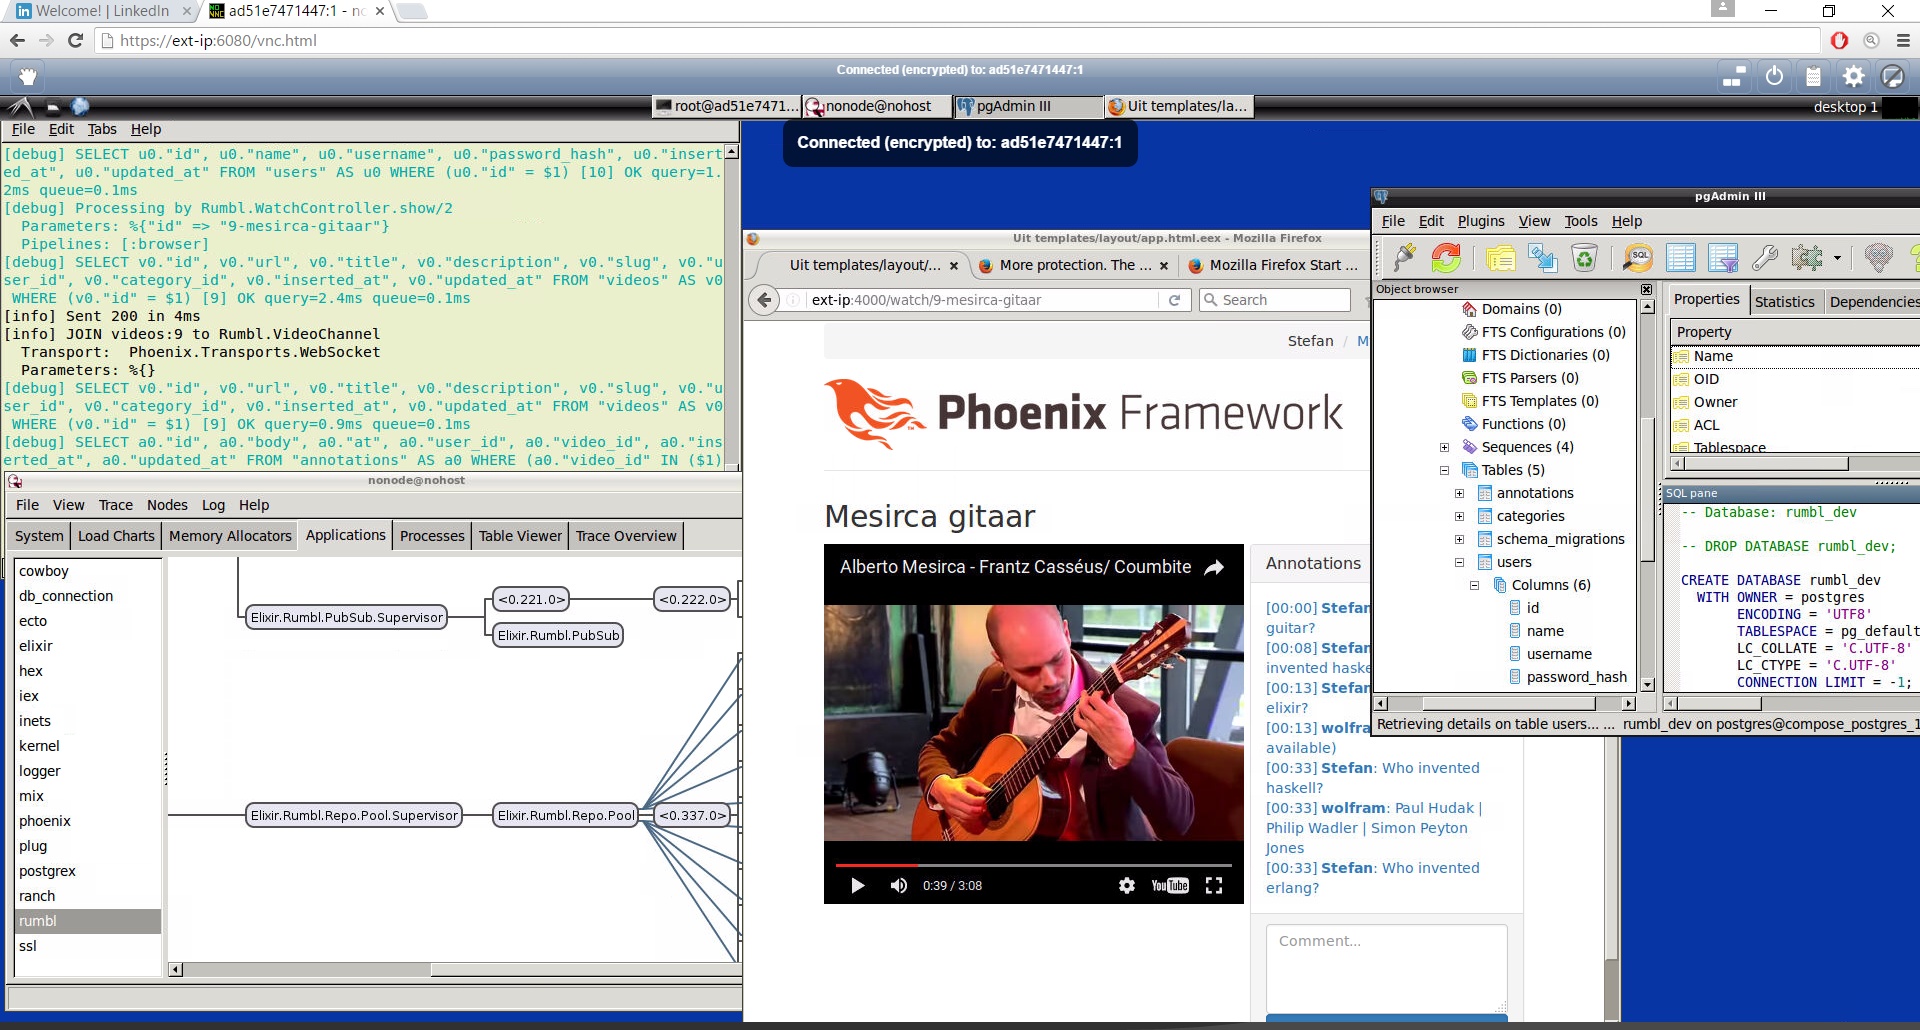 Welcome! | LinkedIn
ad51e7471447:1 - no
https://ext-ip:6080/vnc.html
Connected (encrypted) to: ad51e7471447:1
root@ad51e7471...
nonode@nohost
pgAdmin III
Uit templates/la...
desktop 1
Connected (encrypted) to: ad51e7471447:1
File Edit Tabs Help
[debug] SELECT u0."id", u0."name", u0."username", u0."password_hash", u0."insert
ed_at", u0."updated_at" FROM "users" AS u0 WHERE (u0."id" = $1) [10] OK query=1.
2ms queue=0.1ms
[debug] Processing by Rumbl.WatchController.show/2
Parameters: %{"id" => "9-mesirca-gitaar"}
Pipelines: [:browser]
[debug] SELECT v0."id", v0."url", v0."title", v0."description", v0."slug", v0."u
ser_id", v0."category_id", v0."inserted_at", v0."updated_at" FROM "videos" AS v0
WHERE (v0."id" = $1) [9] OK query=2.4ms queue=0.1ms
[info] Sent 200 in 4ms
[info] JOIN videos:9 to Rumbl.VideoChannel
Transport:  Phoenix.Transports.WebSocket
Parameters: %{}
[debug] SELECT v0."id", v0."url", v0."title", v0."description", v0."slug", v0."u
ser_id", v0."category_id", v0."inserted_at", v0."updated_at" FROM "videos" AS v0
WHERE (v0."id" = $1) [9] OK query=0.9ms queue=0.1ms
[debug] SELECT a0."id", a0."body", a0."at", a0."user_id", a0."video_id", a0."ins
erted_at", a0."updated_at" FROM "annotations" AS a0 WHERE (a0."video_id" IN ($1)
nonode@nohost
File View Trace Nodes Log Help
System
Load Charts
Memory Allocators
Applications
Processes
Table Viewer
Trace Overview
cowboy
db_connection
ecto
elixir
hex
iex
inets
kernel
logger
mix
phoenix
plug
postgrex
ranch
rumbl
ssl
Elixir.Rumbl.PubSub.Supervisor
<0.221.0>
<0.222.0>
Elixir.Rumbl.PubSub
Elixir.Rumbl.Repo.Pool.Supervisor
Elixir.Rumbl.Repo.Pool
<0.337.0>
Uit templates/layout/app.html.eex - Mozilla Firefox
Uit templates/layout/...
More protection. The ...
Mozilla Firefox Start ...
ext-ip:4000/watch/9-mesirca-gitaar
Search
Stefan / M
Phoenix Framework
Mesirca gitaar
Alberto Mesirca - Frantz Casséus/ Coumbite
0:39 / 3:08
YouTube
Annotations
[00:00] Stefan
guitar?
[00:08] Stefan
invented haske
[00:13] Stefan
elixir?
[00:13] wolfra
available)
[00:33] Stefan: Who invented
haskell?
[00:33] wolfram: Paul Hudak |
Philip Wadler | Simon Peyton
Jones
[00:33] Stefan: Who invented
erlang?
Comment...
pgAdmin III
File Edit Plugins View Tools Help
SQL
Object browser
Domains (0)
FTS Configurations (0)
FTS Dictionaries (0)
FTS Parsers (0)
FTS Templates (0)
Functions (0)
Sequences (4)
Tables (5)
annotations
categories
schema_migrations
users
Columns (6)
id
name
username
password_hash
Properties
Statistics
Dependencies
Property
Name
OID
Owner
ACL
Tablespace
SQL pane
-- Database: rumbl_dev
-- DROP DATABASE rumbl_dev;
CREATE DATABASE rumbl_dev
WITH OWNER = postgres
ENCODING = 'UTF8'
TABLESPACE = pg_default
LC_COLLATE = 'C.UTF-8'
LC_CTYPE = 'C.UTF-8'
CONNECTION LIMIT = -1;
Retrieving details on table users... ... rumbl_dev on postgres@compose_postgres_1